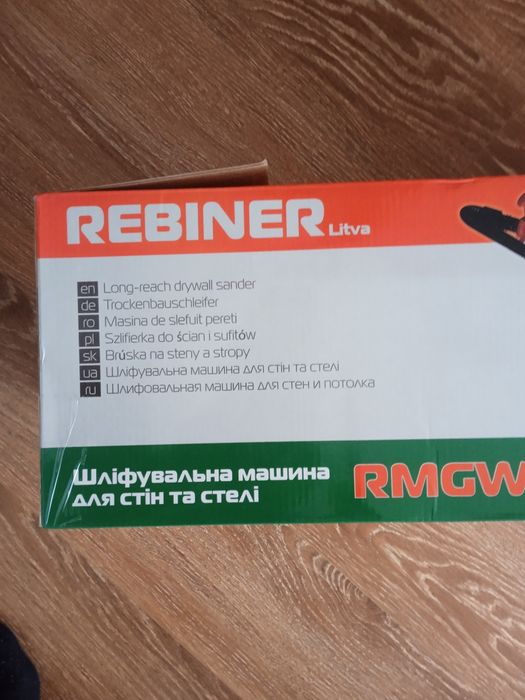 REBINER Litva
en Long-reach drywall sander
de Trockenbauschleifer
ro Masina de slefuit pereti
pl Szlifierka do ścian i sufitów
sk Brúska na steny a stropy
ua Шліфувальна машина для стін та стелі
ru Шлифовальная машина для стен и потолка
Шліфувальна машина
для стін та стелі
RMGW